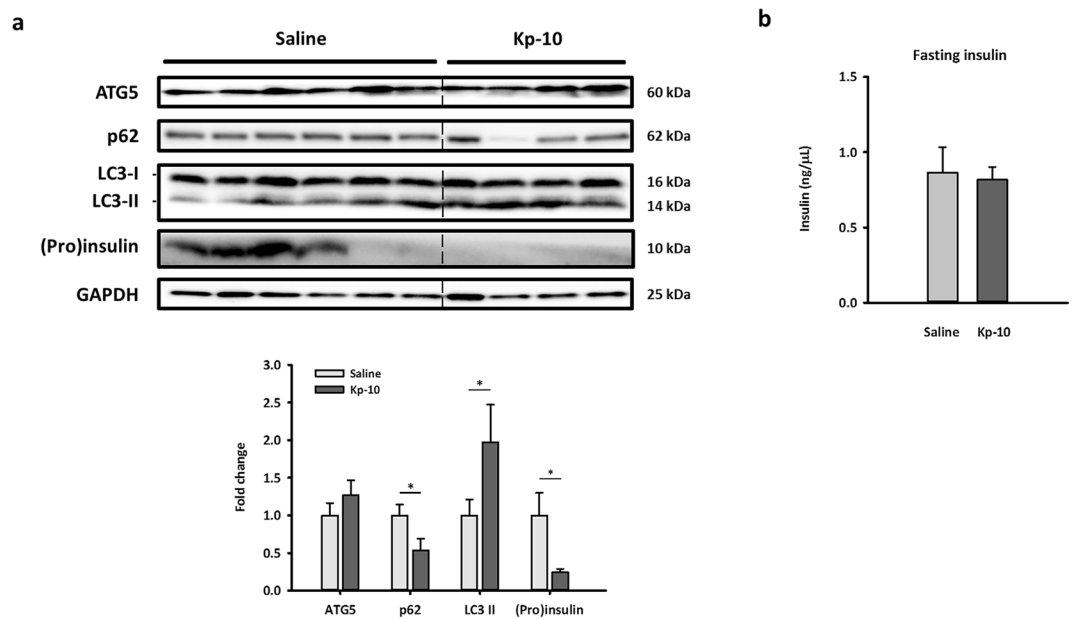 a
Saline Kp-10
ATG5 60 kDa
p62 62 kDa
LC3-I 16 kDa
LC3-II 14 kDa
(Pro)insulin 10 kDa
GAPDH 25 kDa
3.0
2.5
2.0
1.5
1.0
0.5
0.0
Fold change
Saline
Kp-10
*
*
*
ATG5 p62 LC3 II (Pro)insulin
b
Fasting insulin
1.5
1.0
0.5
0.0
Insulin (ng/µL)
Saline Kp-10